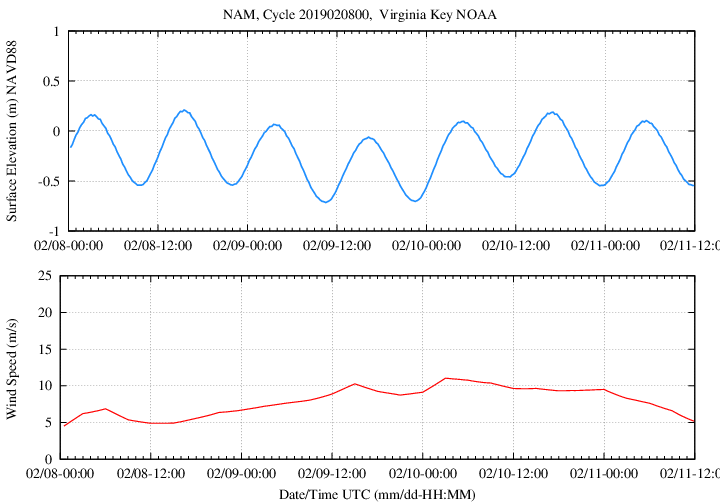 NAM, Cycle 2019020800,  Virginia Key NOAA
Surface Elevation (m) NAVD88
1
0.5
0
-0.5
-1
02/08-00:00 02/08-12:00 02/09-00:00 02/09-12:00 02/10-00:00 02/10-12:00 02/11-00:00 02/11-12:0
Wind Speed (m/s)
25
20
15
10
5
0
02/08-00:00 02/08-12:00 02/09-00:00 02/09-12:00 02/10-00:00 02/10-12:00 02/11-00:00 02/11-12:0
Date/Time UTC (mm/dd-HH:MM)